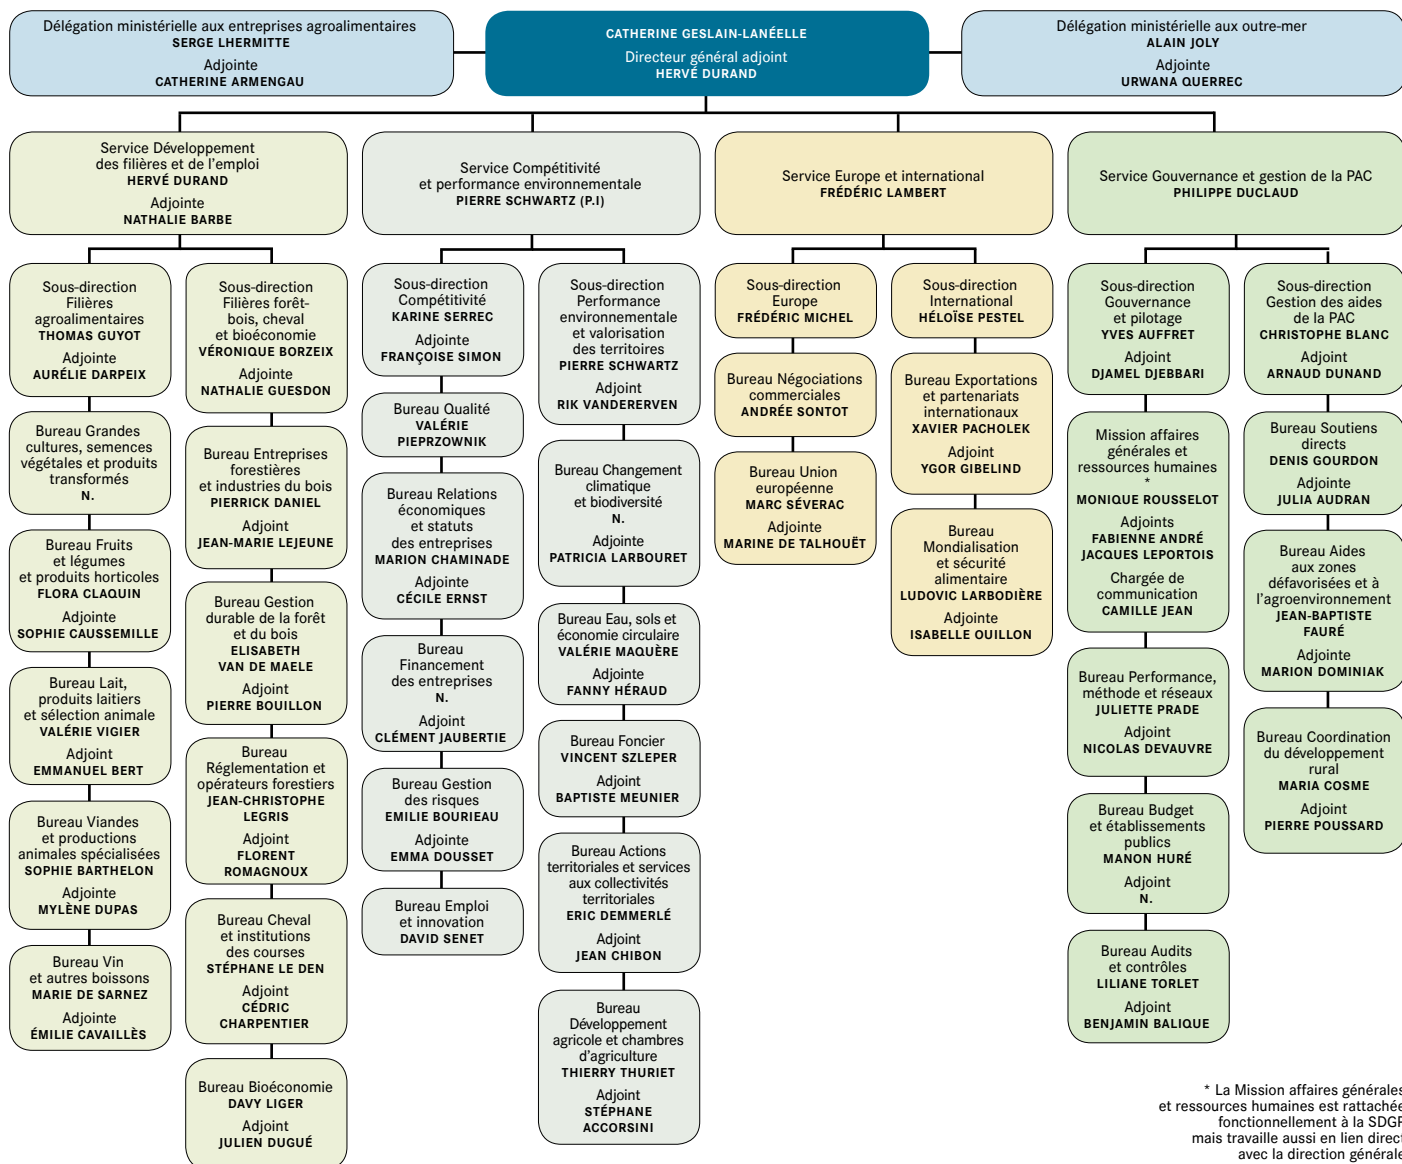 Délégation ministérielle aux entreprises agroalimentaires
SERGE LHERMITTE
Adjointe
CATHERINE ARMENGAU
CATHERINE GESLAIN-LANÉELLE
Directeur général adjoint
HERVÉ DURAND
Délégation ministérielle aux outre-mer
ALAIN JOLY
Adjointe
URWANA QUERREC
Service Développement
des filières et de l'emploi
HERVÉ DURAND
Adjointe
NATHALIE BARBE
Service Compétitivité
et performance environnementale
PIERRE SCHWARTZ (P.I)
Service Europe et international
FRÉDÉRIC LAMBERT
Service Gouvernance et gestion de la PAC
PHILIPPE DUCLAUD
Sous-direction
Filières
agroalimentaires
THOMAS GUYOT
Adjointe
AURÉLIE DARPEIX
Bureau Grandes
cultures, semences
végétales et produits
transformés
N.
Bureau Fruits
et légumes
et produits horticoles
FLORA CLAQUIN
Adjointe
SOPHIE CAUSSEMILLE
Bureau Lait,
produits laitiers
et sélection animale
VALÉRIE VIGIER
Adjoint
EMMANUEL BERT
Bureau Viandes
et productions
animales spécialisées
SOPHIE BARTHELON
Adjointe
MYLÈNE DUPAS
Bureau Vin
et autres boissons
MARIE DE SARNEZ
Adjointe
ÉMILIE CAVAILLÈS
Sous-direction
Filières forêt-
bois, cheval
et bioéconomie
VÉRONIQUE BORZEIX
Adjointe
NATHALIE GUESDON
Bureau Entreprises
forestières
et industries du bois
PIERRICK DANIEL
Adjoint
JEAN-MARIE LEJEUNE
Bureau Gestion
durable de la forêt
et du bois
ELISABETH
VAN DE MAELE
Adjoint
PIERRE BOUILLON
Bureau
Réglementation et
opérateurs forestiers
JEAN-CHRISTOPHE
LEGRIS
Adjoint
FLORENT
ROMAGNOUX
Bureau Cheval
et institutions
des courses
STÉPHANE LE DEN
Adjoint
CÉDRIC
CHARPENTIER
Bureau Bioéconomie
DAVY LIGER
Adjoint
JULIEN DUGUÉ
Sous-direction
Compétitivité
KARINE SERREC
Adjointe
FRANÇOISE SIMON
Bureau Qualité
VALÉRIE
PIEPRZOWNIK
Bureau Relations
économiques
et statuts
des entreprises
MARION CHAMINADE
Adjointe
CÉCILE ERNST
Bureau
Financement
des entreprises
N.
Adjoint
CLÉMENT JAUBERTIE
Bureau Gestion
des risques
EMILIE BOURIEAU
Adjointe
EMMA DOUSSET
Bureau Emploi
et innovation
DAVID SENET
Sous-direction
Performance
environnementale
et valorisation
des territoires
PIERRE SCHWARTZ
Adjoint
RIK VANDERERVEN
Bureau Changement
climatique
et biodiversité
N.
Adjointe
PATRICIA LARBOURET
Bureau Eau, sols et
économie circulaire
VALÉRIE MAQUÈRE
Adjointe
FANNY HÉRAUD
Bureau Foncier
VINCENT SZLEPER
Adjoint
BAPTISTE MEUNIER
Bureau Actions
territoriales et services
aux collectivités
territoriales
ERIC DEMMERLÉ
Adjoint
JEAN CHIBON
Bureau
Développement
agricole et chambres
d'agriculture
THIERRY THURIET
Adjoint
STÉPHANE
ACCORSINI
Sous-direction
Europe
FRÉDÉRIC MICHEL
Bureau Négociations
commerciales
ANDRÉE SONTOT
Bureau Union
européenne
MARC SÉVERAC
Adjointe
MARINE DE TALHOUËT
Sous-direction
International
HÉLOÏSE PESTEL
Bureau Exportations
et partenariats
internationaux
XAVIER PACHOLEK
Adjoint
YGOR GIBELIND
Bureau
Mondialisation
et sécurité
alimentaire
LUDOVIC LARBODIÈRE
Adjointe
ISABELLE OUILLON
Sous-direction
Gouvernance
et pilotage
YVES AUFFRET
Adjoint
DJAMEL DJEBBARI
Mission affaires
générales et
ressources humaines
*
MONIQUE ROUSSELOT
Adjoints
FABIENNE ANDRÉ
JACQUES LEPORTOIS
Chargée de
communication
CAMILLE JEAN
Bureau Performance,
méthode et réseaux
JULIETTE PRADE
Adjoint
NICOLAS DEVAUVRE
Bureau Budget
et établissements
publics
MANON HURÉ
Adjoint
N.
Bureau Audits
et contrôles
LILIANE TORLET
Adjoint
BENJAMIN BALIQUE
Sous-direction
Gestion des aides
de la PAC
CHRISTOPHE BLANC
Adjoint
ARNAUD DUNAND
Bureau Soutiens
directs
DENIS GOURDON
Adjointe
JULIA AUDRAN
Bureau Aides
aux zones
défavorisées et à
l'agroenvironnement
JEAN-BAPTISTE
FAURÉ
Adjointe
MARION DOMINIAK
Bureau Coordination
du développement
rural
MARIA COSME
Adjoint
PIERRE POUSSARD
* La Mission affaires générales
et ressources humaines est rattachée
fonctionnellement à la SDGP
mais travaille aussi en lien direct
avec la direction générale